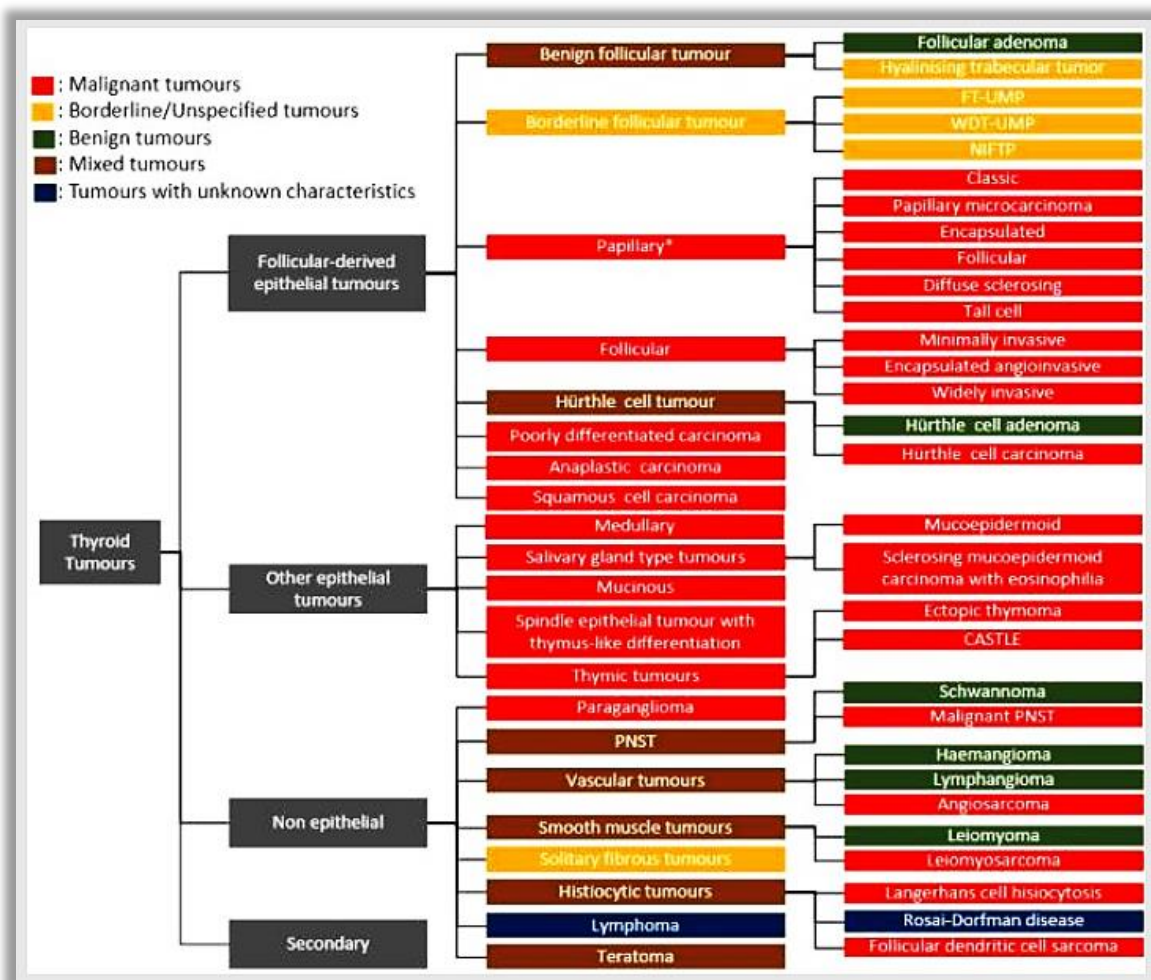 : Malignant tumours
: Borderline/Unspecified tumours
: Benign tumours
: Mixed tumours
: Tumours with unknown characteristics
Thyroid
Tumours
Follicular-derived
epithelial tumours
Other epithelial
tumours
Non epithelial
Secondary
Benign follicular tumour
Borderline follicular tumour
Papillary*
Follicular
Hürthle cell tumour
Poorly differentiated carcinoma
Anaplastic carcinoma
Squamous cell carcinoma
Medullary
Salivary gland type tumours
Mucinous
Spindle epithelial tumour with
thymus-like differentiation
Thymic tumours
Paraganglioma
PNST
Vascular tumours
Smooth muscle tumours
Solitary fibrous tumours
Histiocytic tumours
Lymphoma
Teratoma
Follicular adenoma
Hyalinising trabecular tumor
FT-UMP
WDT-UMP
NIFTP
Classic
Papillary microcarcinoma
Encapsulated
Follicular
Diffuse sclerosing
Tall cell
Minimally invasive
Encapsulated angioinvasive
Widely invasive
Hürthle cell adenoma
Hürthle cell carcinoma
Mucoepidermoid
Sclerosing mucoepidermoid
carcinoma with eosinophilia
Ectopic thymoma
CASTLE
Schwannoma
Malignant PNST
Haemangioma
Lymphangioma
Angiosarcoma
Leiomyoma
Leiomyosarcoma
Langerhans cell hisiocytosis
Rosai-Dorfman disease
Follicular dendritic cell sarcoma